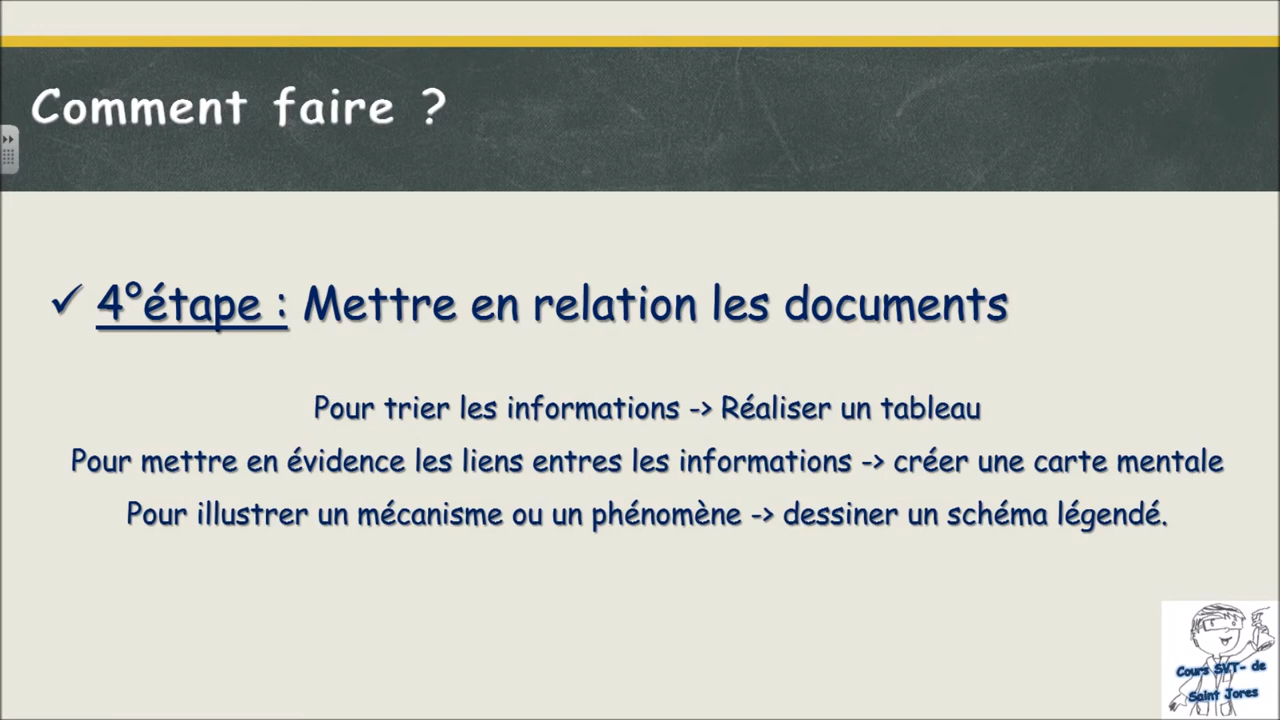 Comment faire ?
✓ 4°étape : Mettre en relation les documents
Pour trier les informations -> Réaliser un tableau
Pour mettre en évidence les liens entres les informations -> créer une carte mentale
Pour illustrer un mécanisme ou un phénomène -> dessiner un schéma légendé.
Cours SVT- de
Saint Jores